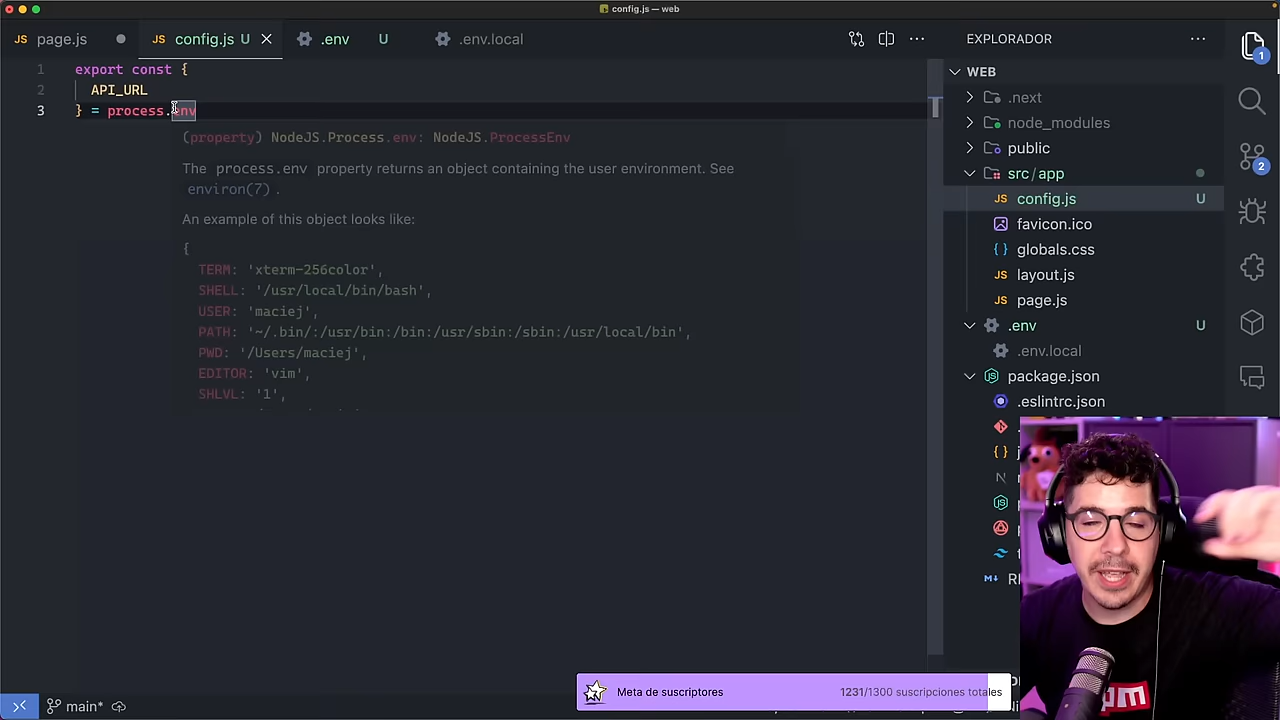 config.js — web
page.js
config.js U
.env U
.env.local
EXPLORADOR
1 export const {
2 API_URL
3 } = process.env
(property) NodeJS.Process.env: NodeJS.ProcessEnv
The process.env property returns an object containing the user environment. See
environ(7).
An example of this object looks like:
{
TERM: 'xterm-256color',
SHELL: '/usr/local/bin/bash',
USER: 'maciej',
PATH: '~/.bin/:/usr/bin:/bin:/usr/sbin:/sbin:/usr/local/bin',
PWD: '/Users/maciej',
EDITOR: 'vim',
SHLVL: '1',
WEB
.next
node_modules
public
src/app
config.js U
favicon.ico
globals.css
layout.js
page.js
.env U
.env.local
package.json
.eslintrc.json
1
2
Meta de suscriptores 1231/1300 suscripciones totales
main*